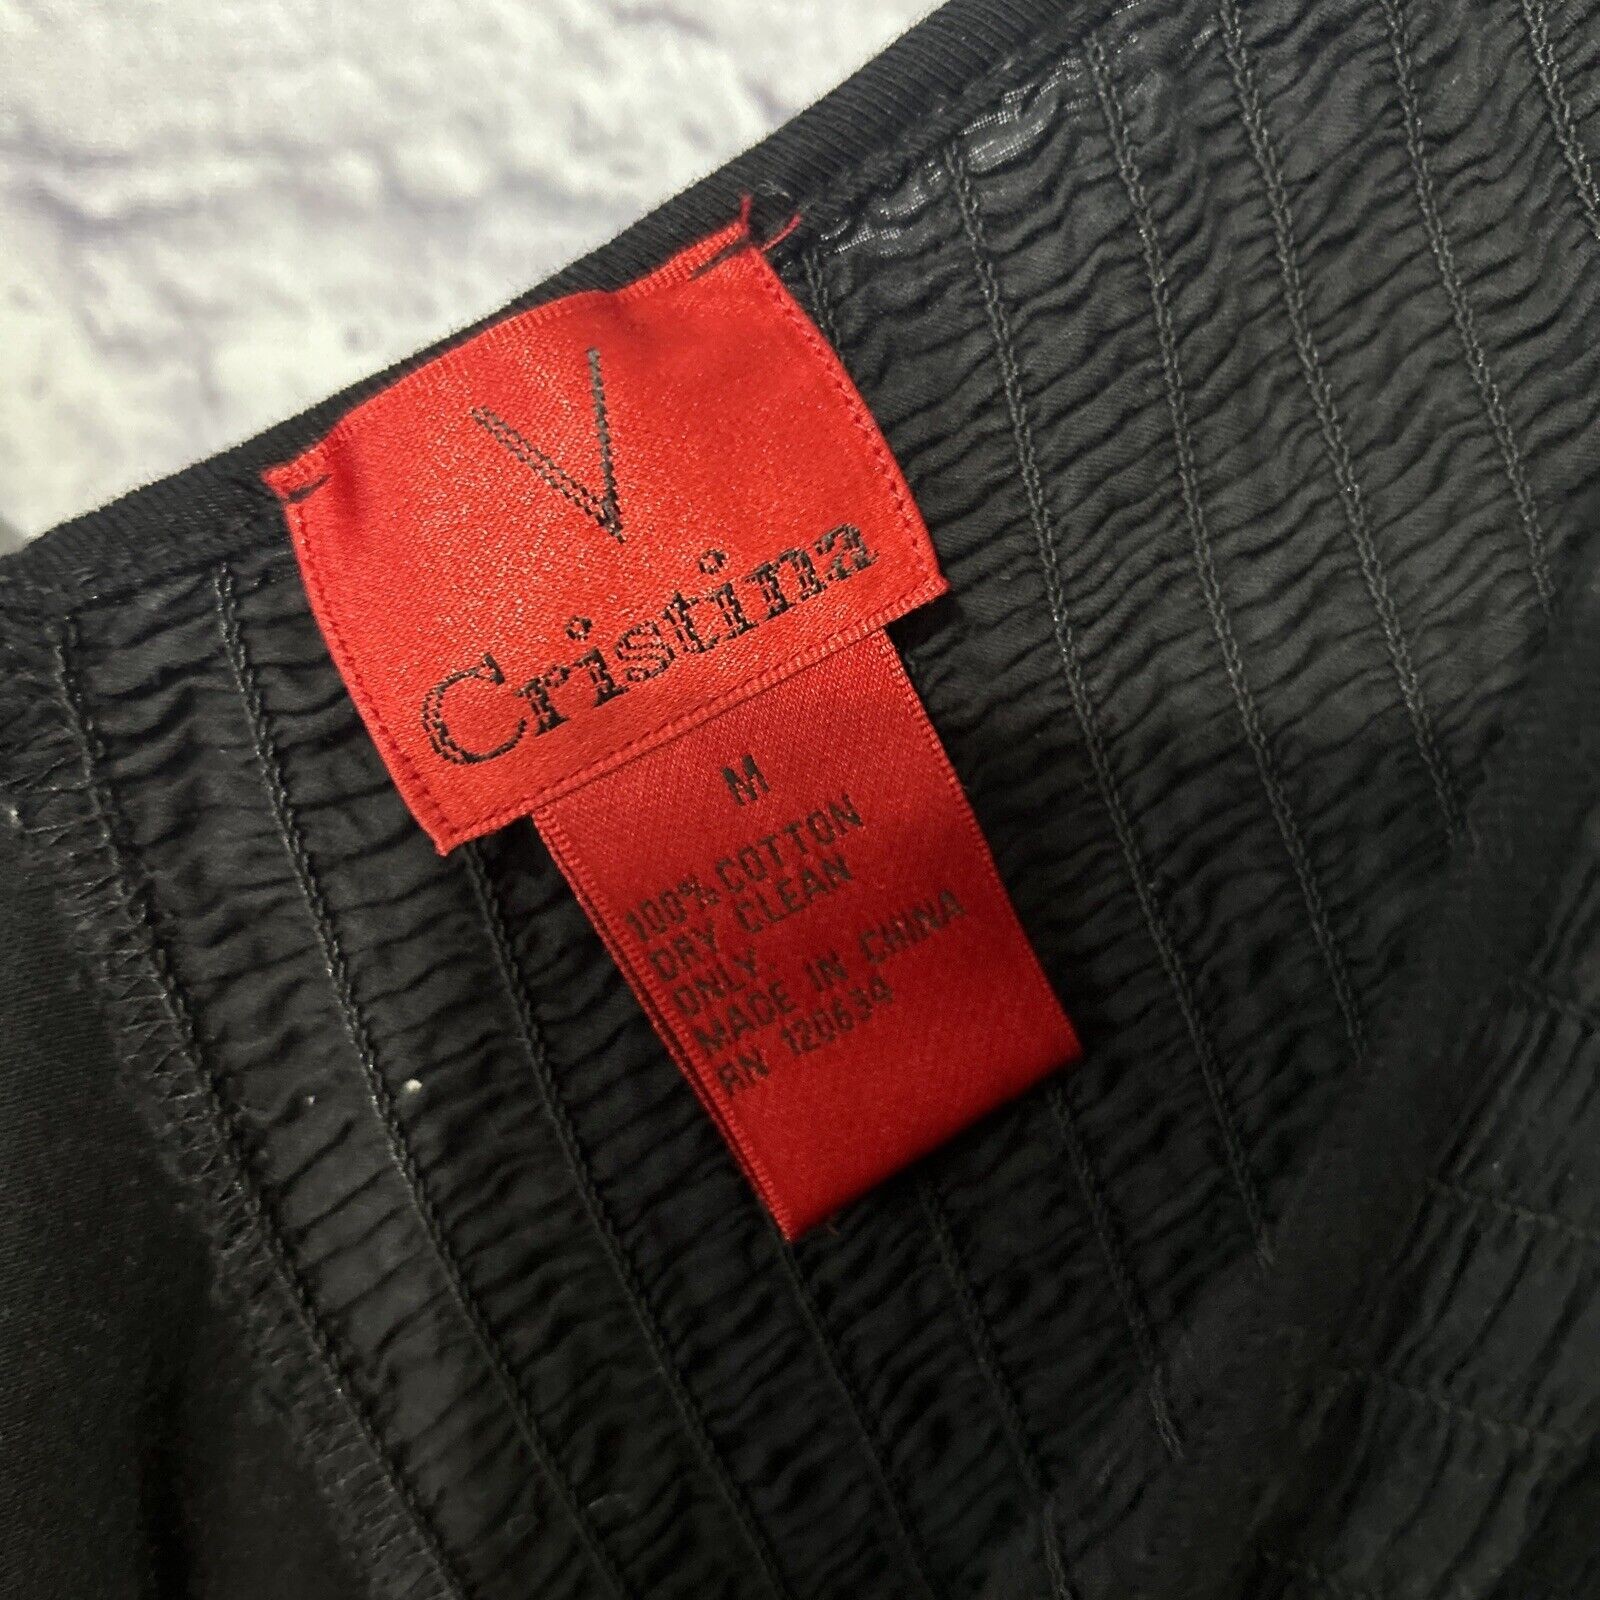 V
Cristina
M
100% COTTON
DRY CLEAN
ONLY.
MADE IN CHINA
RN 120634